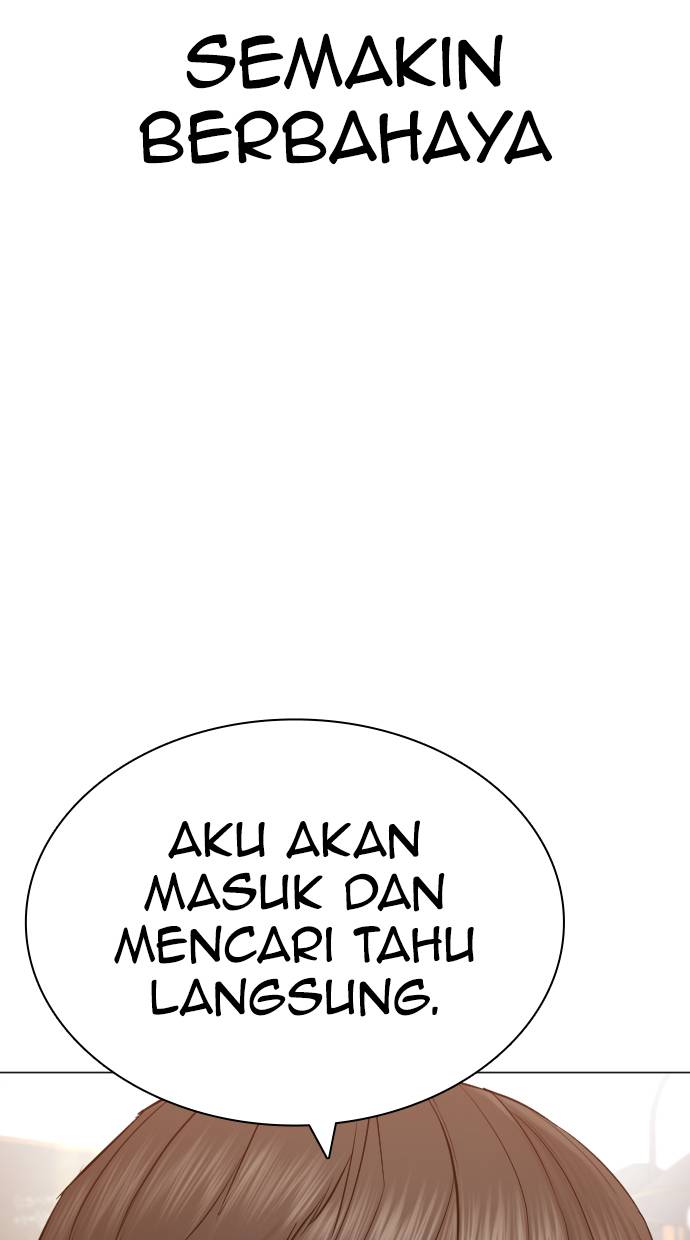 SEMAKIN
BERBAHAYA
AKU AKAN
MASUK DAN
MENCARI TAHU
LANGSUNG.